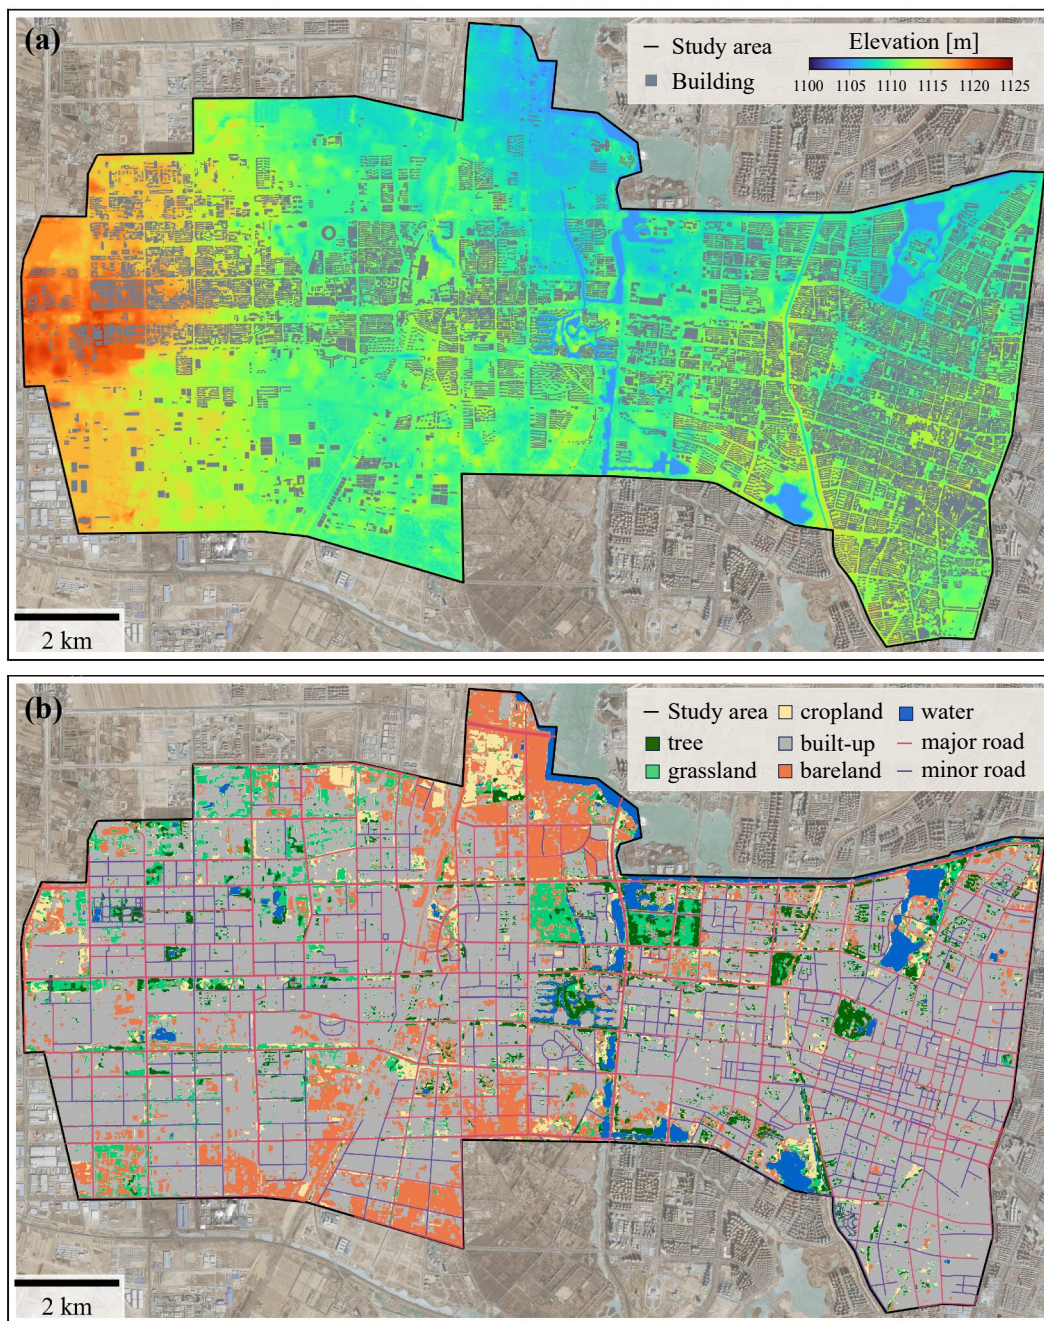 (a)
Study area
Building
Elevation [m]
1100 1105 1110 1115 1120 1125
2 km
(b)
Study area cropland water
tree built-up major road
grassland bareland minor road
2 km